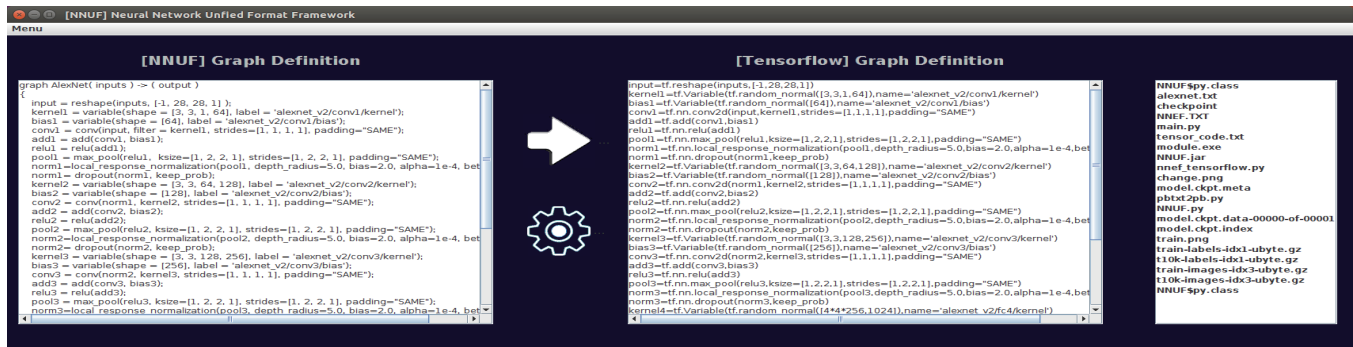 [NNUF] Neural Network Unfied Format Framework
Menu
[NNUF] Graph Definition
graph AlexNet( inputs ) -> ( output )
{
input = reshape(inputs, [-1, 28, 28, 1] );
kernel1 = variable(shape = [3, 3, 1, 64], label = 'alexnet_v2/conv1/kernel');
bias1 = variable(shape = [64], label = 'alexnet_v2/conv1/bias');
conv1 = conv(input, filter = kernel1, strides=[1, 1, 1, 1], padding="SAME");
add1 = add(conv1, bias1);
relu1 = relu(add1);
pool1 = max_pool(relu1, ksize=[1, 2, 2, 1], strides=[1, 2, 2, 1], padding="SAME");
norm1=local_response_normalization(pool1, depth_radius=5.0, bias=2.0, alpha=1e-4, bet
norm1= dropout(norm1, keep_prob);
kernel2 = variable(shape = [3, 3, 64, 128], label = 'alexnet_v2/conv2/kernel');
bias2 = variable(shape = [128], label = 'alexnet_v2/conv2/bias');
conv2 = conv(norm1, kernel2, strides=[1, 1, 1, 1], padding="SAME");
add2 = add(conv2, bias2);
relu2 = relu(add2);
pool2 = max_pool(relu2, ksize=[1, 2, 2, 1], strides=[1, 2, 2, 1], padding="SAME");
norm2=local_response_normalization(pool2, depth_radius=5.0, bias=2.0, alpha=1e-4, bet
norm2= dropout(norm2, keep_prob);
kernel3 = variable(shape = [3, 3, 128, 256], label = 'alexnet_v2/conv3/kernel');
bias3 = variable(shape = [256], label = 'alexnet_v2/conv3/bias');
conv3 = conv(norm2, kernel3, strides=[1, 1, 1, 1], padding="SAME");
add3 = add(conv3, bias3);
relu3 = relu(add3);
pool3 = max_pool(relu3, ksize=[1, 2, 2, 1], strides=[1, 2, 2, 1], padding="SAME");
norm3=local_response_normalization(pool3, depth_radius=5.0, bias=2.0, alpha=1e-4, bet
[Tensorflow] Graph Definition
input=tf.reshape(inputs,[-1,28,28,1])
kernel1=tf.Variable(tf.random_normal([3,3,1,64]),name='alexnet_v2/conv1/kernel')
bias1=tf.Variable(tf.random_normal([64]),name='alexnet_v2/conv1/bias')
conv1=tf.nn.conv2d(input,kernel1,strides=[1,1,1,1],padding="SAME")
add1=tf.add(conv1,bias1)
relu1=tf.nn.relu(add1)
pool1=tf.nn.max_pool(relu1,ksize=[1,2,2,1],strides=[1,2,2,1],padding="SAME")
norm1=tf.nn.local_response_normalization(pool1,depth_radius=5.0,bias=2.0,alpha=1e-4,bet
norm1=tf.nn.dropout(norm1,keep_prob)
kernel2=tf.Variable(tf.random_normal([3,3,64,128]),name='alexnet_v2/conv2/kernel')
bias2=tf.Variable(tf.random_normal([128]),name='alexnet_v2/conv2/bias')
conv2=tf.nn.conv2d(norm1,kernel2,strides=[1,1,1,1],padding="SAME")
add2=tf.add(conv2,bias2)
relu2=tf.nn.relu(add2)
pool2=tf.nn.max_pool(relu2,ksize=[1,2,2,1],strides=[1,2,2,1],padding="SAME")
norm2=tf.nn.local_response_normalization(pool2,depth_radius=5.0,bias=2.0,alpha=1e-4,bet
norm2=tf.nn.dropout(norm2,keep_prob)
kernel3=tf.Variable(tf.random_normal([3,3,128,256]),name='alexnet_v2/conv3/kernel')
bias3=tf.Variable(tf.random_normal([256]),name='alexnet_v2/conv3/bias')
conv3=tf.nn.conv2d(norm2,kernel3,strides=[1,1,1,1],padding="SAME")
add3=tf.add(conv3,bias3)
relu3=tf.nn.relu(add3)
pool3=tf.nn.max_pool(relu3,ksize=[1,2,2,1],strides=[1,2,2,1],padding="SAME")
norm3=tf.nn.local_response_normalization(pool3,depth_radius=5.0,bias=2.0,alpha=1e-4,bet
norm3=tf.nn.dropout(norm3,keep_prob)
kernel4=tf.Variable(tf.random_normal([4*4*256,1024]),name='alexnet_v2/fc4/kernel')
NNUF$py.class
alexnet.txt
checkpoint
NNEF.TXT
main.py
tensor_code.txt
module.exe
NNUF.jar
nnef_tensorflow.py
change.png
model.ckpt.meta
pbtxt2pb.py
NNUF.py
model.ckpt.data-00000-of-00001
model.ckpt.index
train.png
train-labels-idx1-ubyte.gz
t10k-labels-idx1-ubyte.gz
train-images-idx3-ubyte.gz
t10k-images-idx3-ubyte.gz
NNUF$py.class